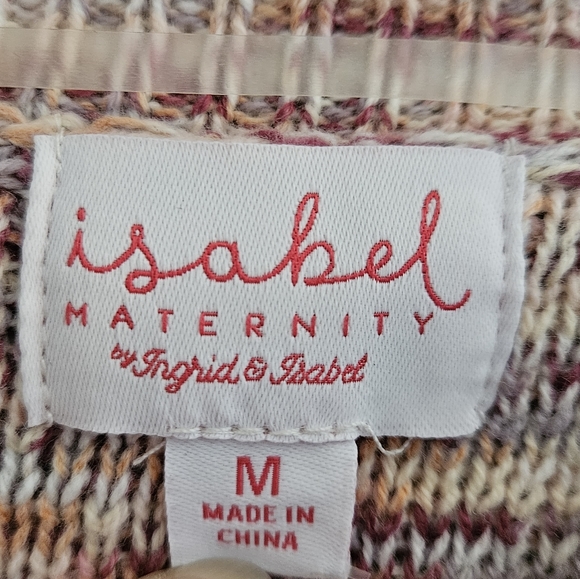 isabel
MATERNITY
by Ingrid & Isabel
M
MADE IN
CHINA